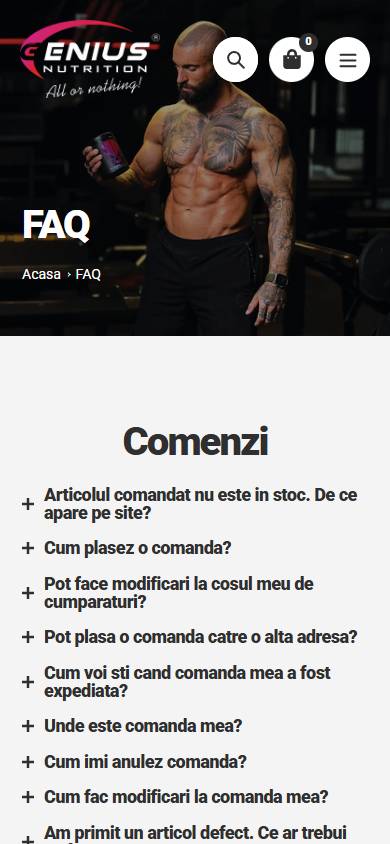 GENIUS®
NUTRITION
All or nothing!
0
FAQ
Acasa › FAQ
Comenzi
Articolul comandat nu este in stoc. De ce
apare pe site?
Cum plasez o comanda?
Pot face modificari la cosul meu de
cumparaturi?
Pot plasa o comanda catre o alta adresa?
Cum voi sti cand comanda mea a fost
expediata?
Unde este comanda mea?
Cum imi anulez comanda?
Cum fac modificari la comanda mea?
Am primit un articol defect. Ce ar trebui